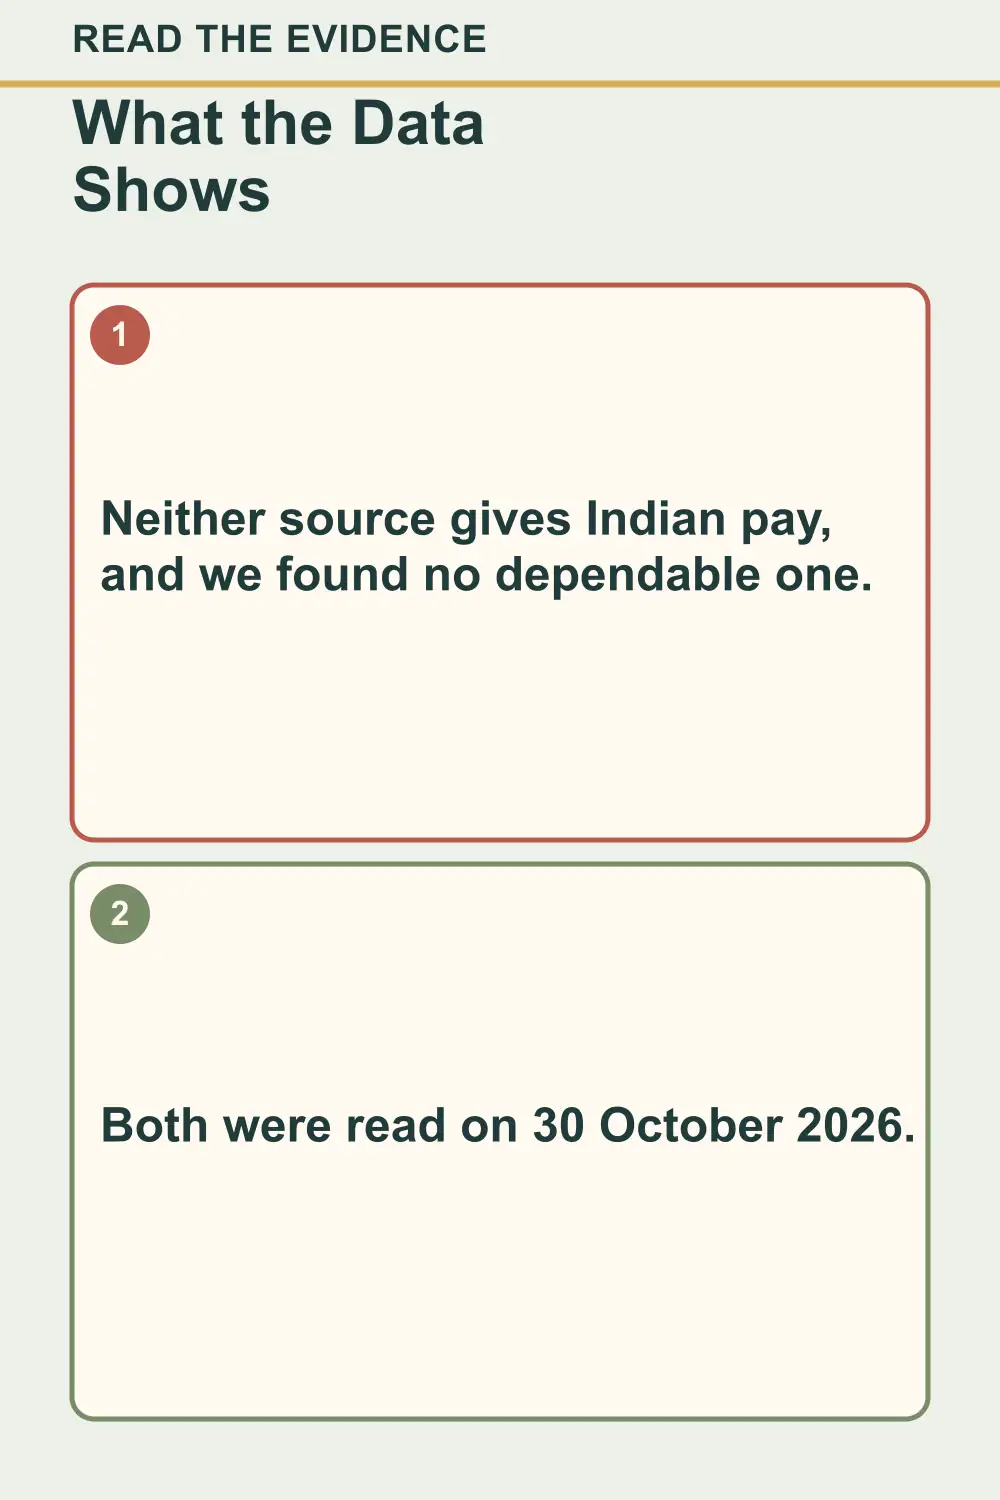 READ THE EVIDENCE
What the Data
Shows
1
Neither source gives Indian pay,
and we found no dependable one.
2
Both were read on 30 October 2026.